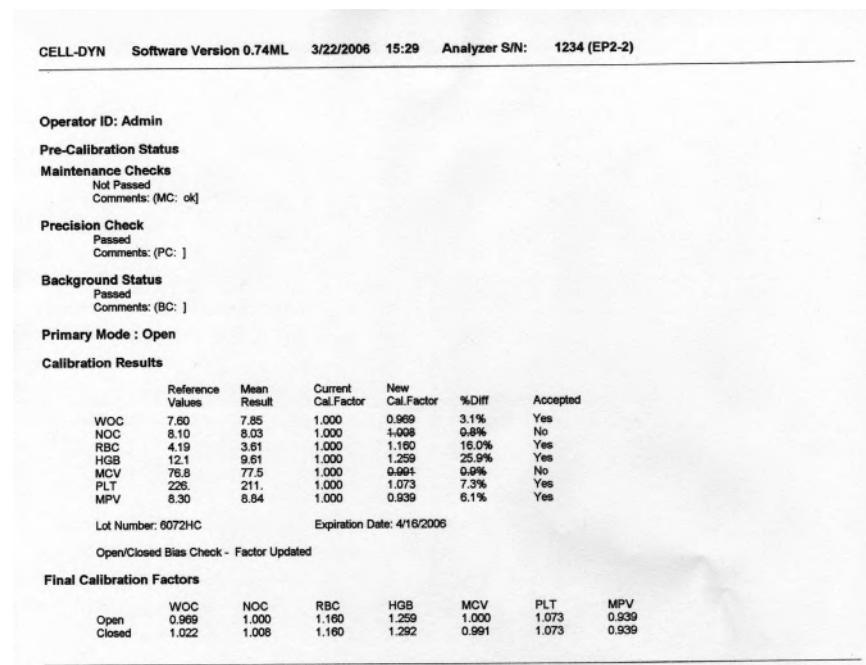 CELL-DYN Software Version 0.74ML 3/22/2006 15:29 Analyzer S/N: 1234 (EP2-2)
Operator ID: Admin
Pre-Calibration Status
Maintenance Checks
Not Passed
Comments: (MC: ok]
Precision Check
Passed
Comments: (PC: ]
Background Status
Passed
Comments: (BC: ]
Primary Mode : Open
Calibration Results
Reference Mean Current New
Values Result Cal.Factor Cal.Factor %Diff Accepted
WOC 7.60 7.85 1.000 0.969 3.1% Yes
NOC 8.10 8.03 1.000 1.008 0.8% No
RBC 4.19 3.61 1.000 1.160 16.0% Yes
HGB 12.1 9.61 1.000 1.259 25.9% Yes
MCV 76.8 77.5 1.000 0.991 0.9% No
PLT 226. 211. 1.000 1.073 7.3% Yes
MPV 8.30 8.84 1.000 0.939 6.1% Yes
Lot Number: 6072HC Expiration Date: 4/16/2006
Open/Closed Bias Check - Factor Updated
Final Calibration Factors
WOC NOC RBC HGB MCV PLT MPV
Open 0.969 1.000 1.160 1.259 1.000 1.073 0.939
Closed 1.022 1.008 1.160 1.292 0.991 1.073 0.939